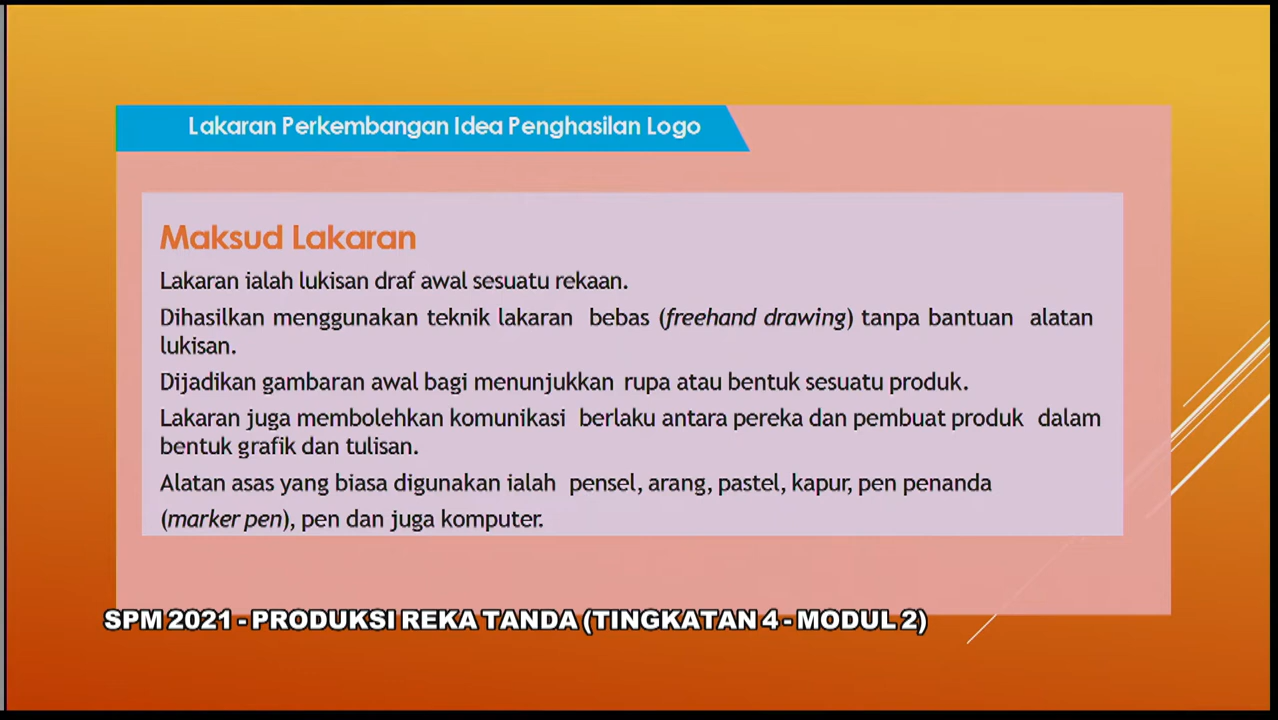 Lakaran Perkembangan Idea Penghasilan Logo
Maksud Lakaran
Lakaran ialah lukisan draf awal sesuatu rekaan.
Dihasilkan menggunakan teknik lakaran bebas (freehand drawing) tanpa bantuan alatan
lukisan.
Dijadikan gambaran awal bagi menunjukkan rupa atau bentuk sesuatu produk.
Lakaran juga membolehkan komunikasi berlaku antara pereka dan pembuat produk dalam
bentuk grafik dan tulisan.
Alatan asas yang biasa digunakan ialah pensel, arang, pastel, kapur, pen penanda
(marker pen), pen dan juga komputer.
SPM 2021 - PRODUKSI REKA TANDA (TINGKATAN 4 - MODUL 2)